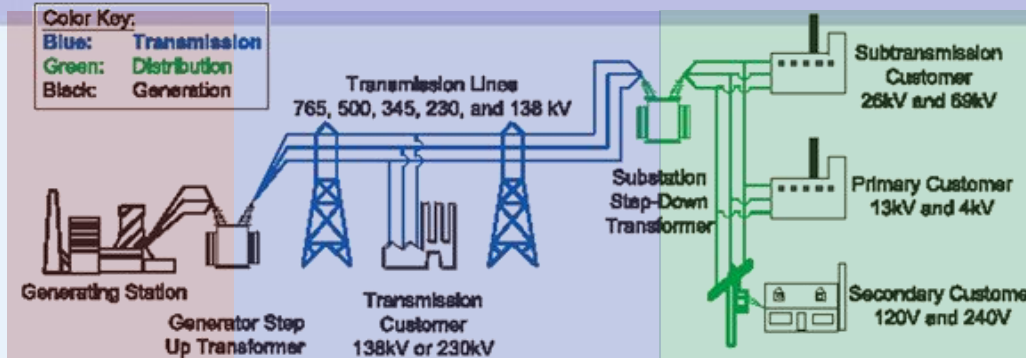 Color Key:
Blue: Transmission
Green: Distribution
Black: Generation
Transmission Lines
765, 500, 345, 230, and 138 kV
Subtransmission
Customer
26kV and 69kV
Substation
Step-Down
Transformer
Primary Customer
13kV and 4kV
Generating Station
Transmission
Customer
138kV or 230kV
Generator Step
Up Transformer
Secondary Custome
120V and 240V